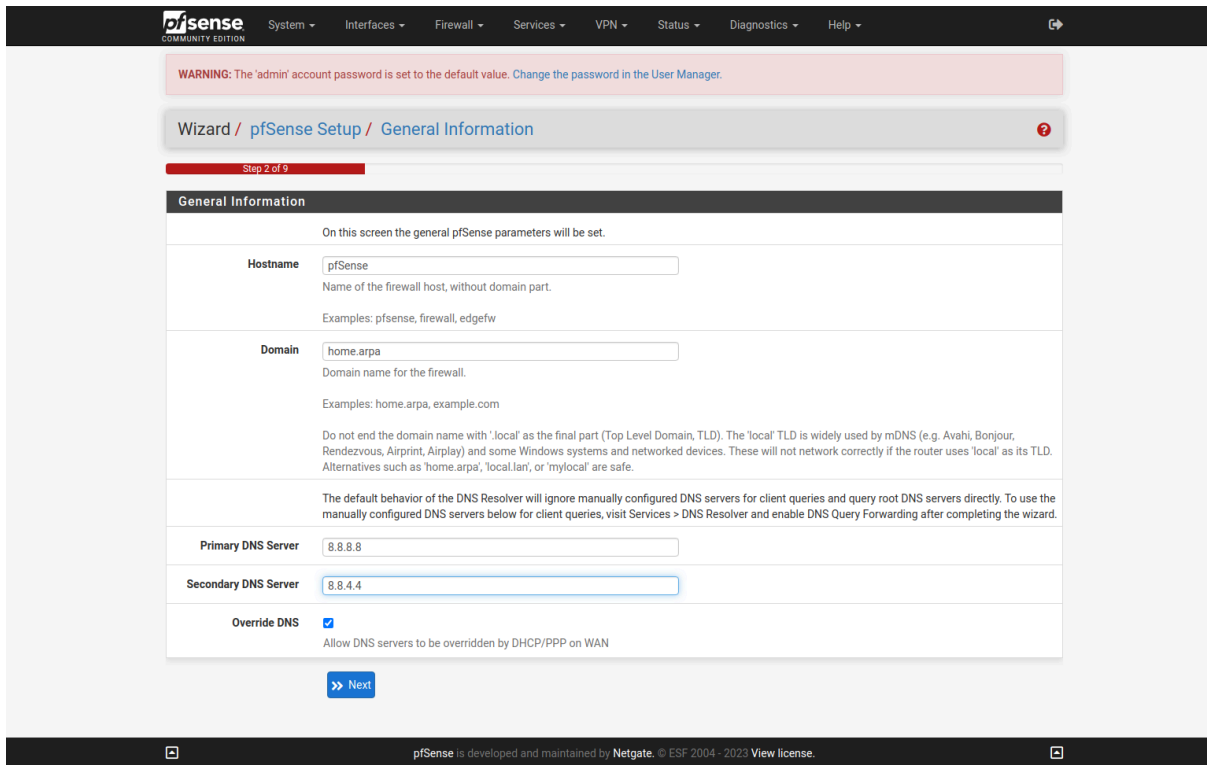 pfsense System Interfaces Firewall Services VPN Status Diagnostics Help
COMMUNITY EDITION
WARNING: The 'admin' account password is set to the default value. Change the password in the User Manager.
Wizard / pfSense Setup / General Information
Step 2 of 9
General Information
On this screen the general pfSense parameters will be set.
Hostname pfSense
Name of the firewall host, without domain part.
Examples: pfsense, firewall, edgefw
Domain home.arpa
Domain name for the firewall.
Examples: home.arpa, example.com
Do not end the domain name with '.local' as the final part (Top Level Domain, TLD). The 'local' TLD is widely used by mDNS (e.g. Avahi, Bonjour,
Rendezvous, Airprint, Airplay) and some Windows systems and networked devices. These will not network correctly if the router uses 'local' as its TLD.
Alternatives such as 'home.arpa', 'local.lan', or 'mylocal' are safe.
The default behavior of the DNS Resolver will ignore manually configured DNS servers for client queries and query root DNS servers directly. To use the
manually configured DNS servers below for client queries, visit Services > DNS Resolver and enable DNS Query Forwarding after completing the wizard.
Primary DNS Server 8.8.8.8
Secondary DNS Server 8.8.4.4
Override DNS
Allow DNS servers to be overridden by DHCP/PPP on WAN
Next
pfSense is developed and maintained by Netgate. © ESF 2004 - 2023 View license.